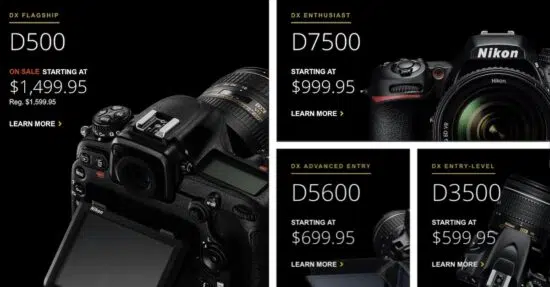 DX FLAGSHIP
D500
ON SALE STARTING AT
$1,499.95
Reg. $1,599.95
LEARN MORE >
Nikon
DX ENTHUSIAST
D7500
STARTING AT
$999.95
LEARN MORE >
Nikon
Nikon
DX ADVANCED ENTRY
D5600
STARTING AT
$699.95
LEARN MORE >
DX ENTRY-LEVEL
D3500
STARTING AT
$599.95
LEARN MORE >